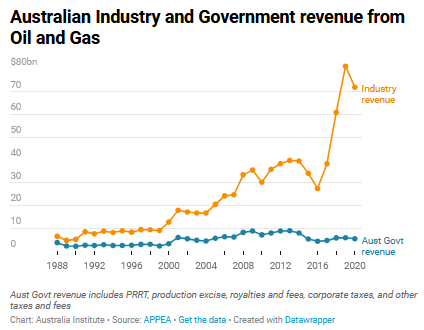 Australian Industry and Government revenue from
Oil and Gas
$80bn
70
60
50
40
30
20
10
0
Industry
revenue
Aust Govt
revenue
1988 1992 1996 2000 2004 2008 2012 2016 2020
Aust Govt revenue includes PRRT, production excise, royalties and fees, corporate taxes, and other
taxes and fees
Chart: Australia Institute • Source: APPEA • Get the data • Created with Datawrapper